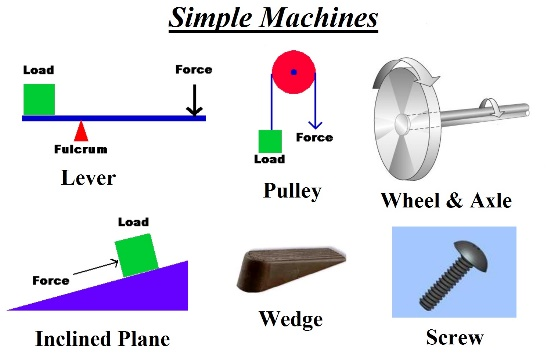 Simple Machines
Load
Force
Fulcrum
Lever
Load
Force
Pulley
Wheel & Axle
Load
Force
Inclined Plane
Wedge
Screw